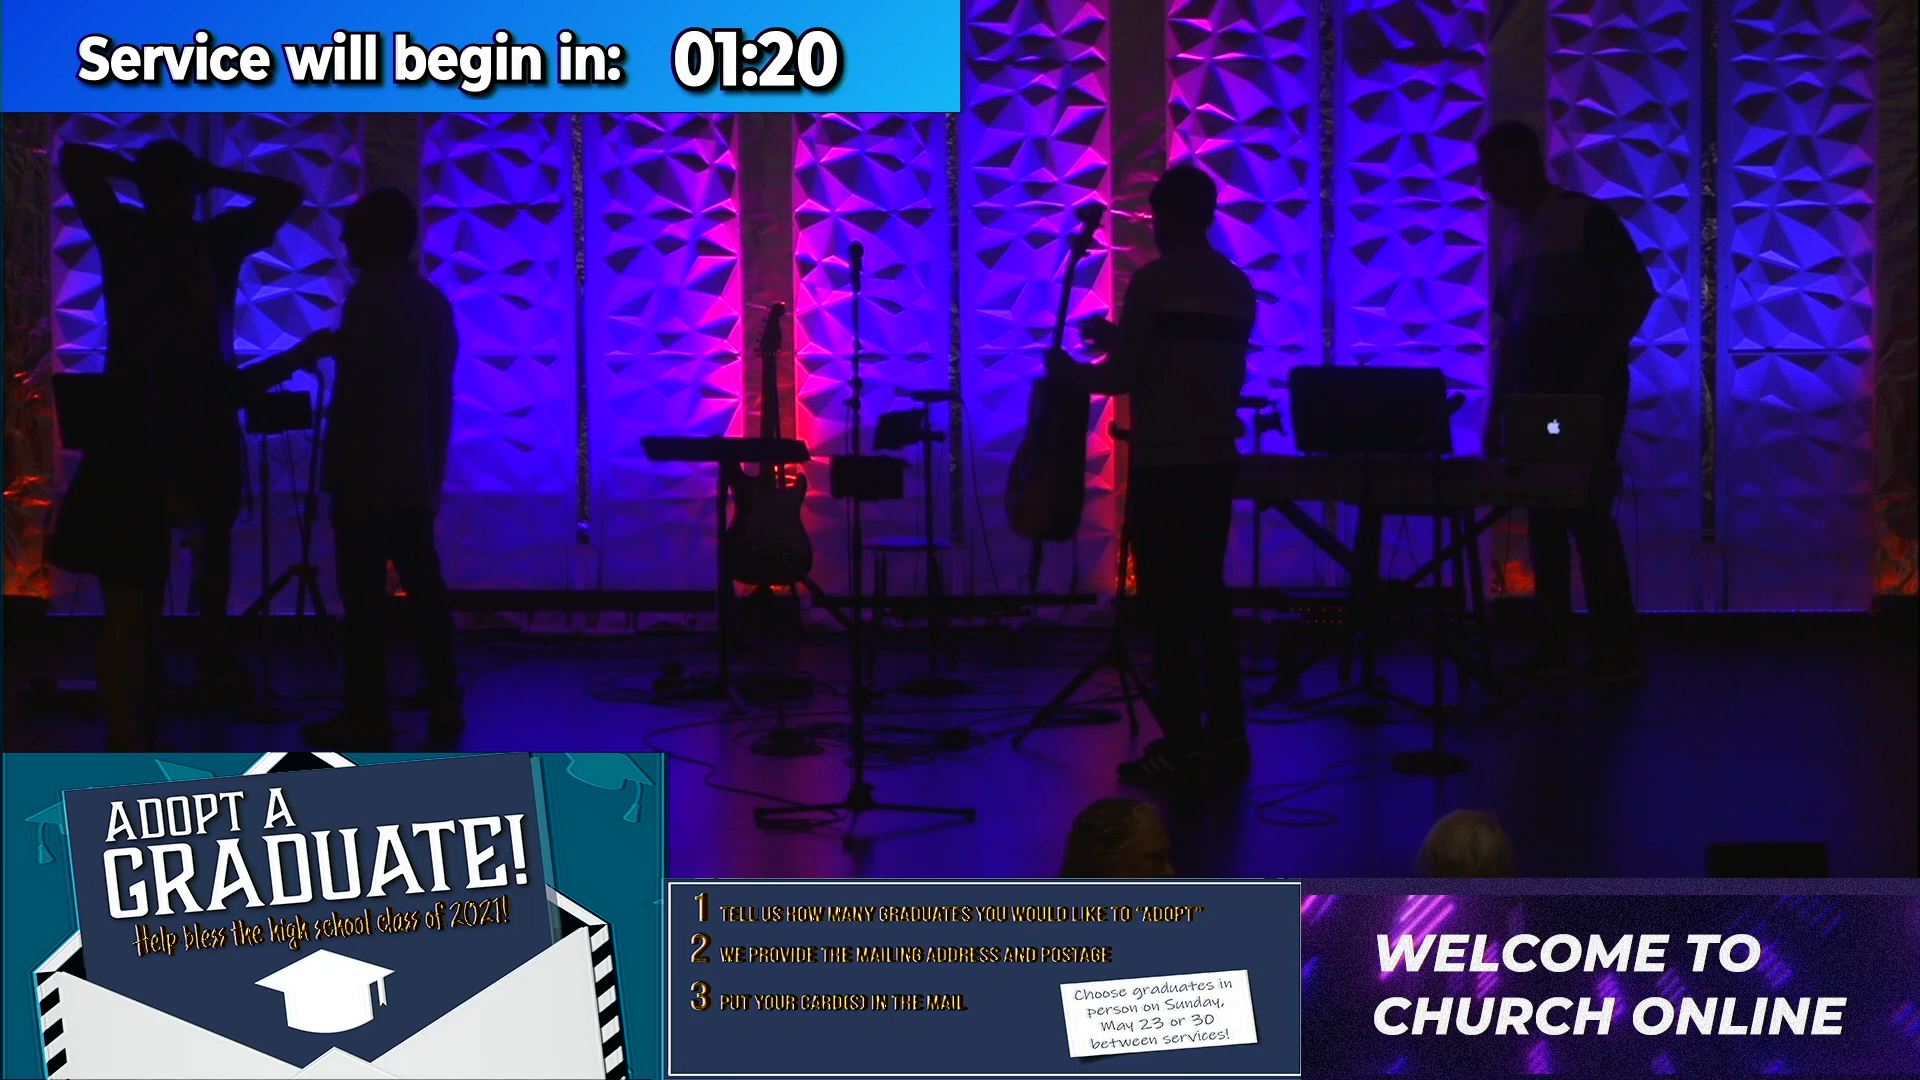 Service will begin in: 01:20
ADOPT A
GRADUATE!
Help bless the high school class of 2021!
1 TELL US HOW MANY GRADUATES YOU WOULD LIKE TO "ADOPT"
2 WE PROVIDE THE MAILING ADDRESS AND POSTAGE
3 PUT YOUR CARD(S) IN THE MAIL
Choose graduates in
person on Sunday,
May 23 or 30
between services!
WELCOME TO
CHURCH ONLINE